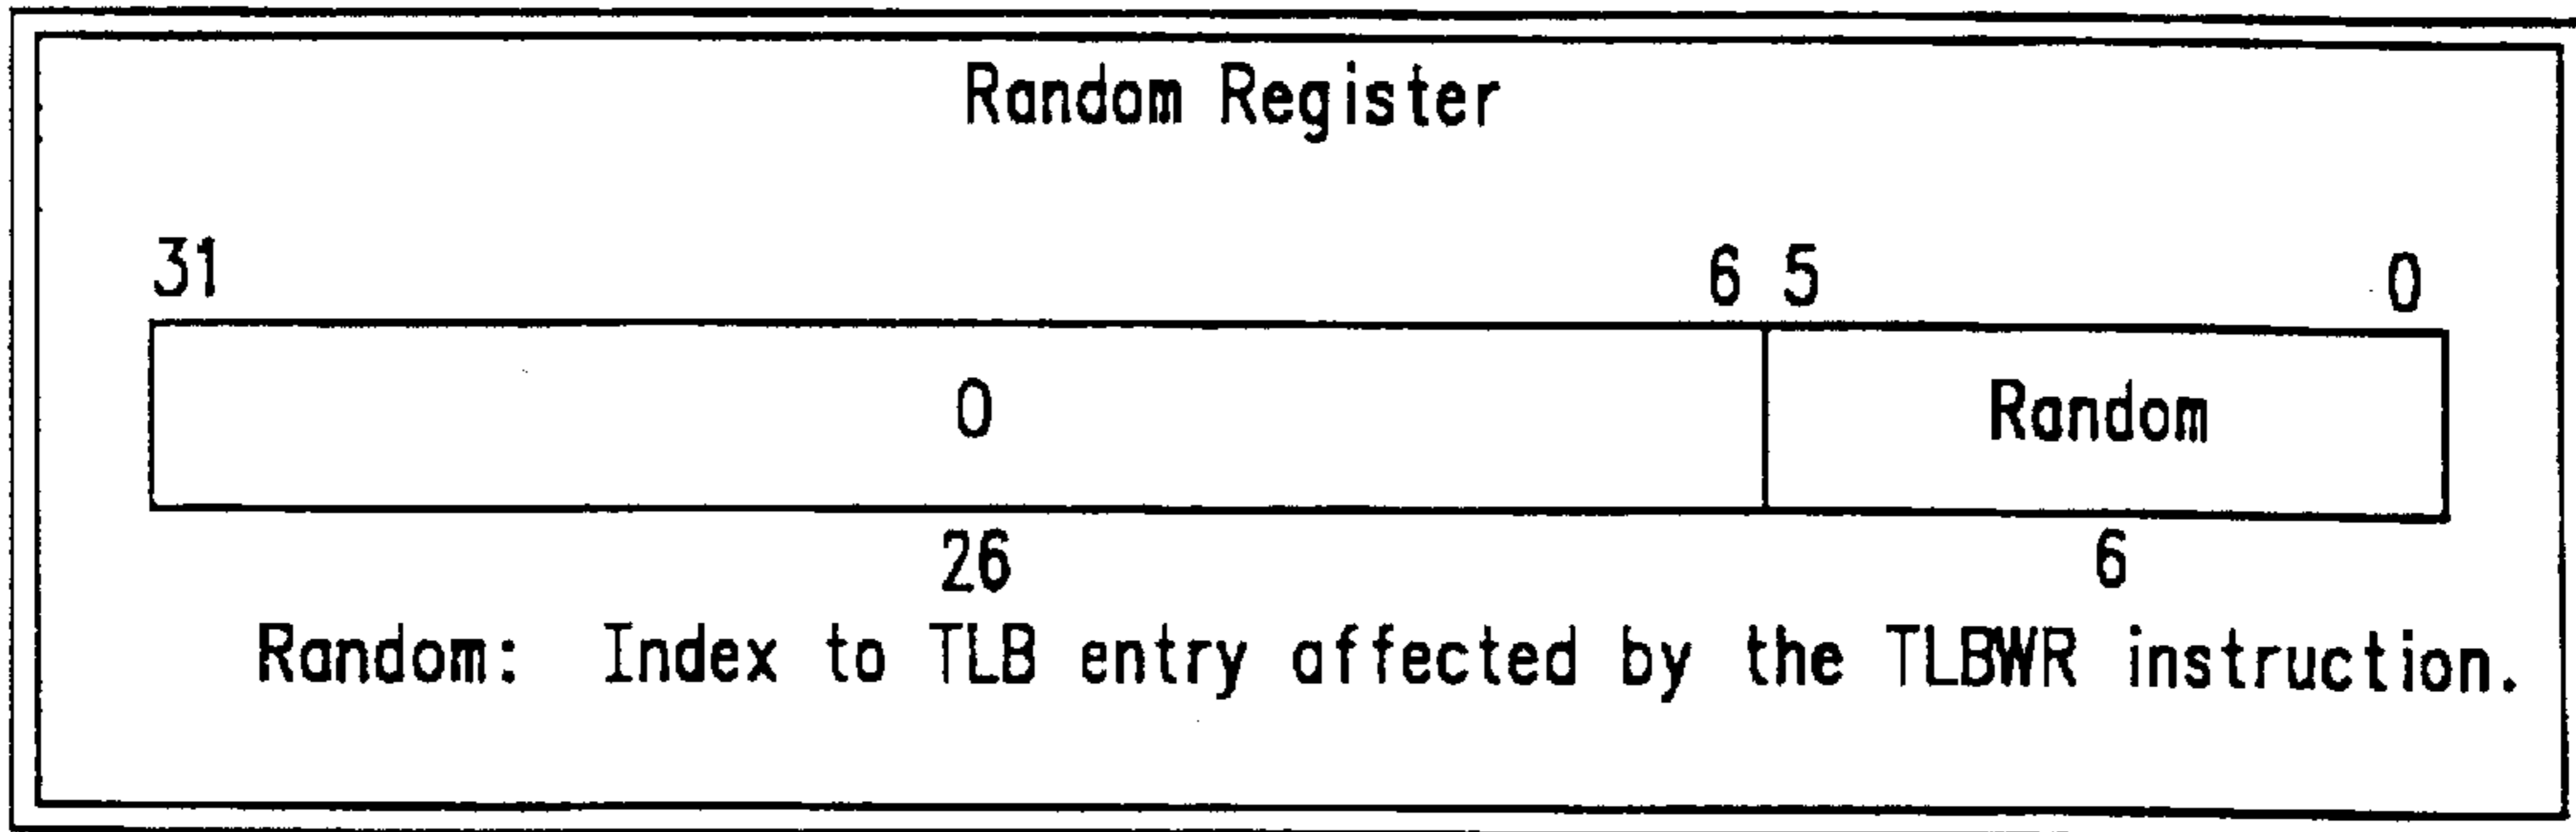 Random Register
31 6 5 0
0 Random
26 6
Random: Index to TLB entry affected by the TLBWR instruction.